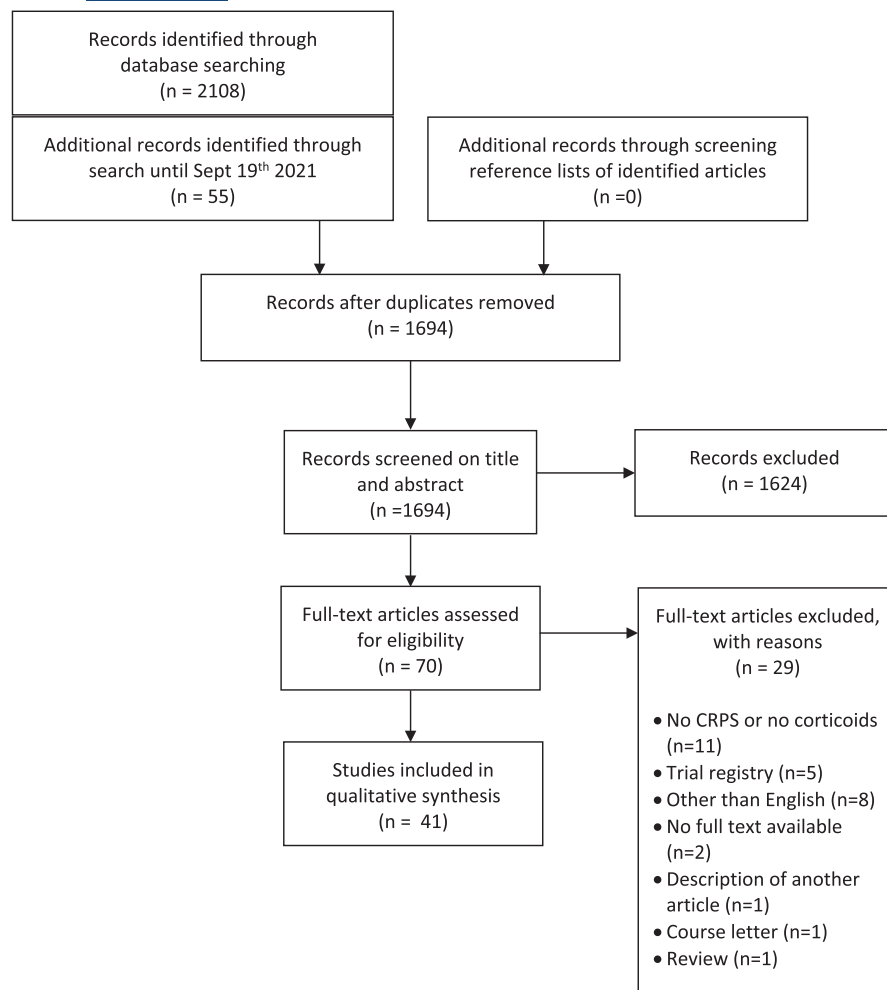 Records identified through
database searching
(n = 2108)
Additional records identified through
search until Sept 19th 2021
(n = 55)
Additional records through screening
reference lists of identified articles
(n =0)
Records after duplicates removed
(n = 1694)
Records screened on title
and abstract
(n =1694)
Records excluded
(n = 1624)
Full-text articles assessed
for eligibility
(n = 70)
Full-text articles excluded,
with reasons
(n = 29)
• No CRPS or no corticoids
(n=11)
• Trial registry (n=5)
• Other than English (n=8)
• No full text available
(n=2)
• Description of another
article (n=1)
• Course letter (n=1)
• Review (n=1)
Studies included in
qualitative synthesis
(n =  41)